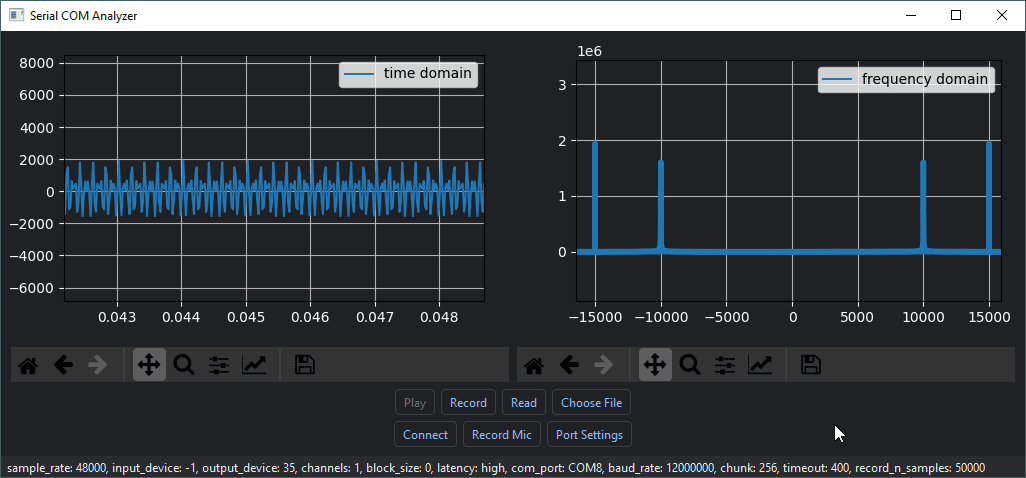 Serial COM Analyzer
1e6
8000
6000
4000
2000
0
−2000
−4000
−6000
time domain
0.043 0.044 0.045 0.046 0.047 0.048
3
2
1
0
frequency domain
−15000 −10000 −5000 0 5000 10000 15000
Play Record Read Choose File
Connect Record Mic Port Settings
sample_rate: 48000, input_device: -1, output_device: 35, channels: 1, block_size: 0, latency: high, com_port: COM8, baud_rate: 12000000, chunk: 256, timeout: 400, record_n_samples: 50000